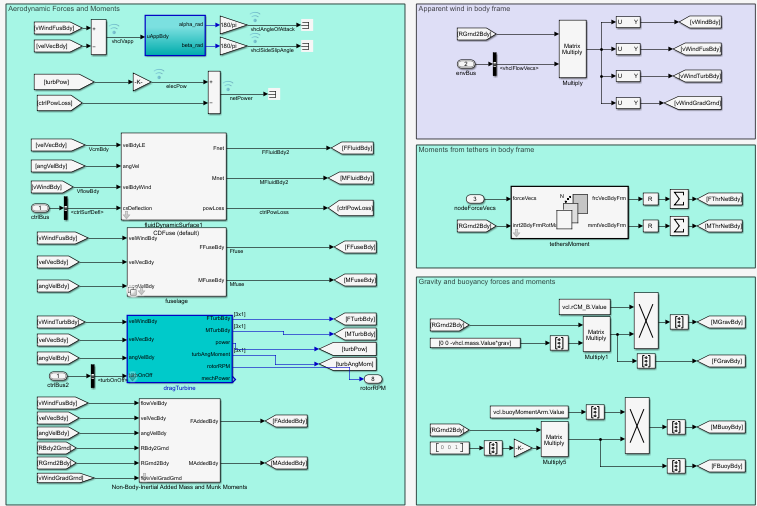 Aerodynamic Forces and Moments
[vWindFusBdy]
[velVecBdy]
vhclVapp
uAppBdy
alpha_rad
beta_rad
180/pi
180/pi
vhclAngleOfAttack
vhclSideSlipAngle
[turbPow]
-K-
elecPow
[ctrlPowLoss]
netPower
[velVecBdy]
VcmBdy
[angVel]
[vWindBdy]
VflowBdy
1
ctrlBus
<ctrlSurfDefl>
velBdyLE
angVel
velBdyWind
csDeflection
Fnet
Mnet
powLoss
FFluidBdy2
MFluidBdy2
ctrlPowLoss
[FFluidBdy]
[MFluidBdy]
[ctrlPowLoss]
fluidDynamicSurface1
CDFuse (default)
[vWindFusBdy]
[velVecBdy]
[angVelBdy]
velWindBdy
velVecBdy
angVelBdy
FFuseBdy
MFuseBdy
Ffuse
Mfuse
[FFuseBdy]
[MFuseBdy]
fuselage
[vWindTurbBdy]
[velVecBdy]
[angVelBdy]
1
ctrlBus2
<turbOnOff>
velWindBdy
velVecBdy
angVelBdy
FTurbBdy
MTurbBdy
power
turbAngMoment
rotorRPM
mechPower
[3x1]
[3x1]
[3x1]
[FTurbBdy]
[MTurbBdy]
[turbPow]
[turbAngMom]
8
rotorRPM
dragTurbine
[vWindFusBdy]
[velVecBdy]
[angVelBdy]
[RBdy2Grnd]
[RGrnd2Bdy]
[vWindGradGrnd]
flowVelBdy
velVecBdy
angVelBdy
RBdy2Grnd
RGrnd2Bdy
flowVelGradGrnd
FAddedBdy
MAddedBdy
[FAddedBdy]
[MAddedBdy]
Non-Body-Inertial Added Mass and Munk Moments
Apparent wind in body frame
[RGrnd2Bdy]
2
envBus
<vhclFlowVecs>
Matrix
Multiply
Multiply
U Y
U Y
U Y
U Y
[vWindBdy]
[vWindFusBdy]
[vWindTurbBdy]
[vWindGradGrnd]
Moments from tethers in body frame
3
nodeForceVecs
[RGrnd2Bdy]
forceVecs
N
frcVecBdyFrm
mmtVecBdyFrm
tethersMoment
R
R
∑
∑
[FThrNetBdy]
[MThrNetBdy]
Gravity and buoyancy forces and moments
vcl.rCM_B.Value
[RGrnd2Bdy]
[0 0 -vhcl.mass.Value*grav]
Matrix
Multiply
Multiply1
[MGravBdy]
[FGravBdy]
vcl.buoyMomentArm.Value
[RGrnd2Bdy]
[0 0 1]
-K-
Matrix
Multiply
Multiply5
[MBuoyBdy]
[FBuoyBdy]